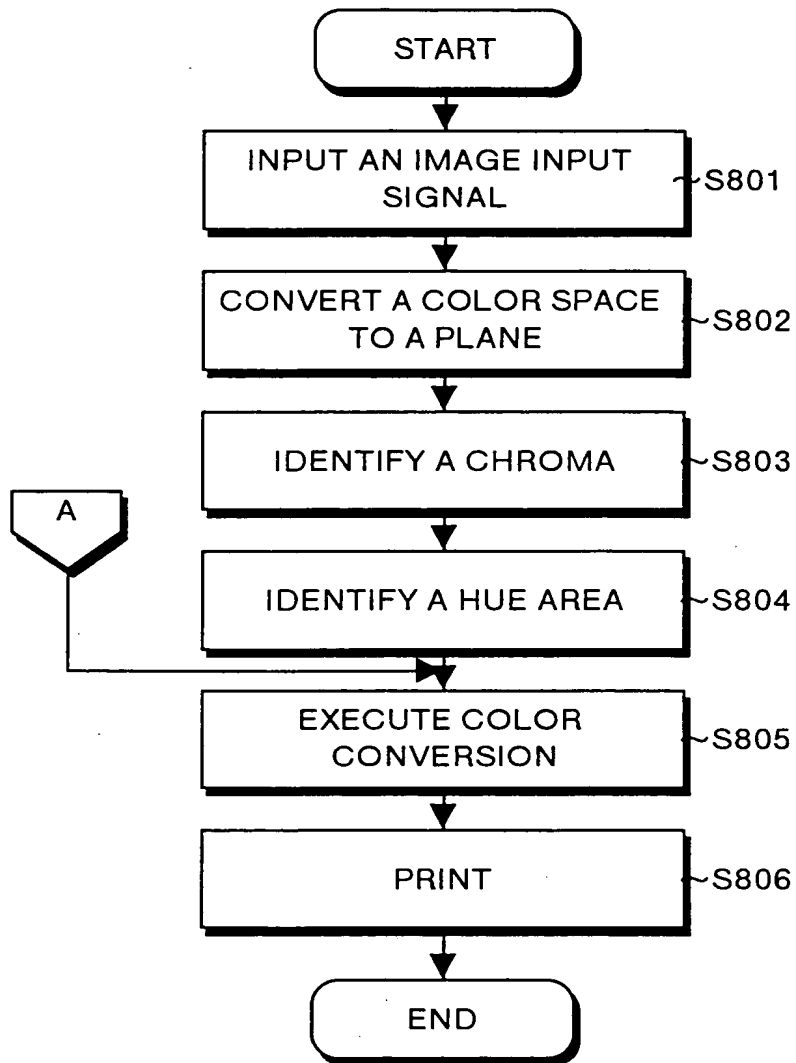 START
INPUT AN IMAGE INPUT
SIGNAL
S801
CONVERT A COLOR SPACE
TO A PLANE
S802
IDENTIFY A CHROMA
S803
A
IDENTIFY A HUE AREA
S804
EXECUTE COLOR
CONVERSION
S805
PRINT
S806
END